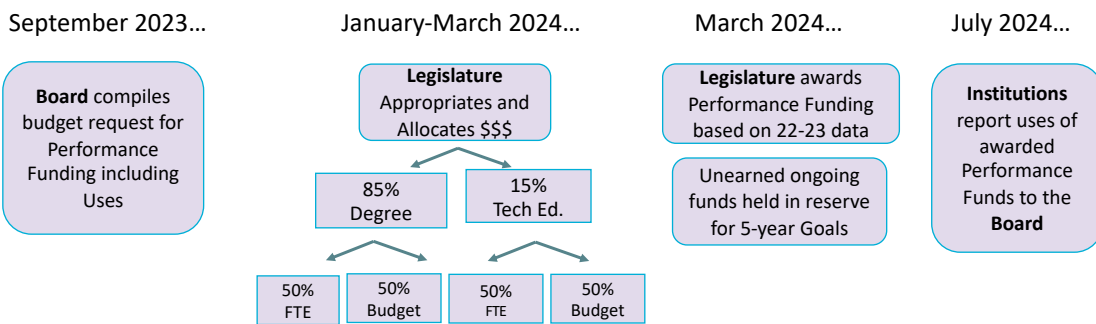 September 2023…
Board compiles
budget request for
Performance
Funding including
Uses
January-March 2024…
Legislature
Appropriates and
Allocates $$$
85%
Degree
15%
Tech Ed.
50%
FTE
50%
Budget
50%
FTE
50%
Budget
March 2024…
Legislature awards
Performance Funding
based on 22-23 data
Unearned ongoing
funds held in reserve
for 5-year Goals
July 2024…
Institutions
report uses of
awarded
Performance
Funds to the
Board